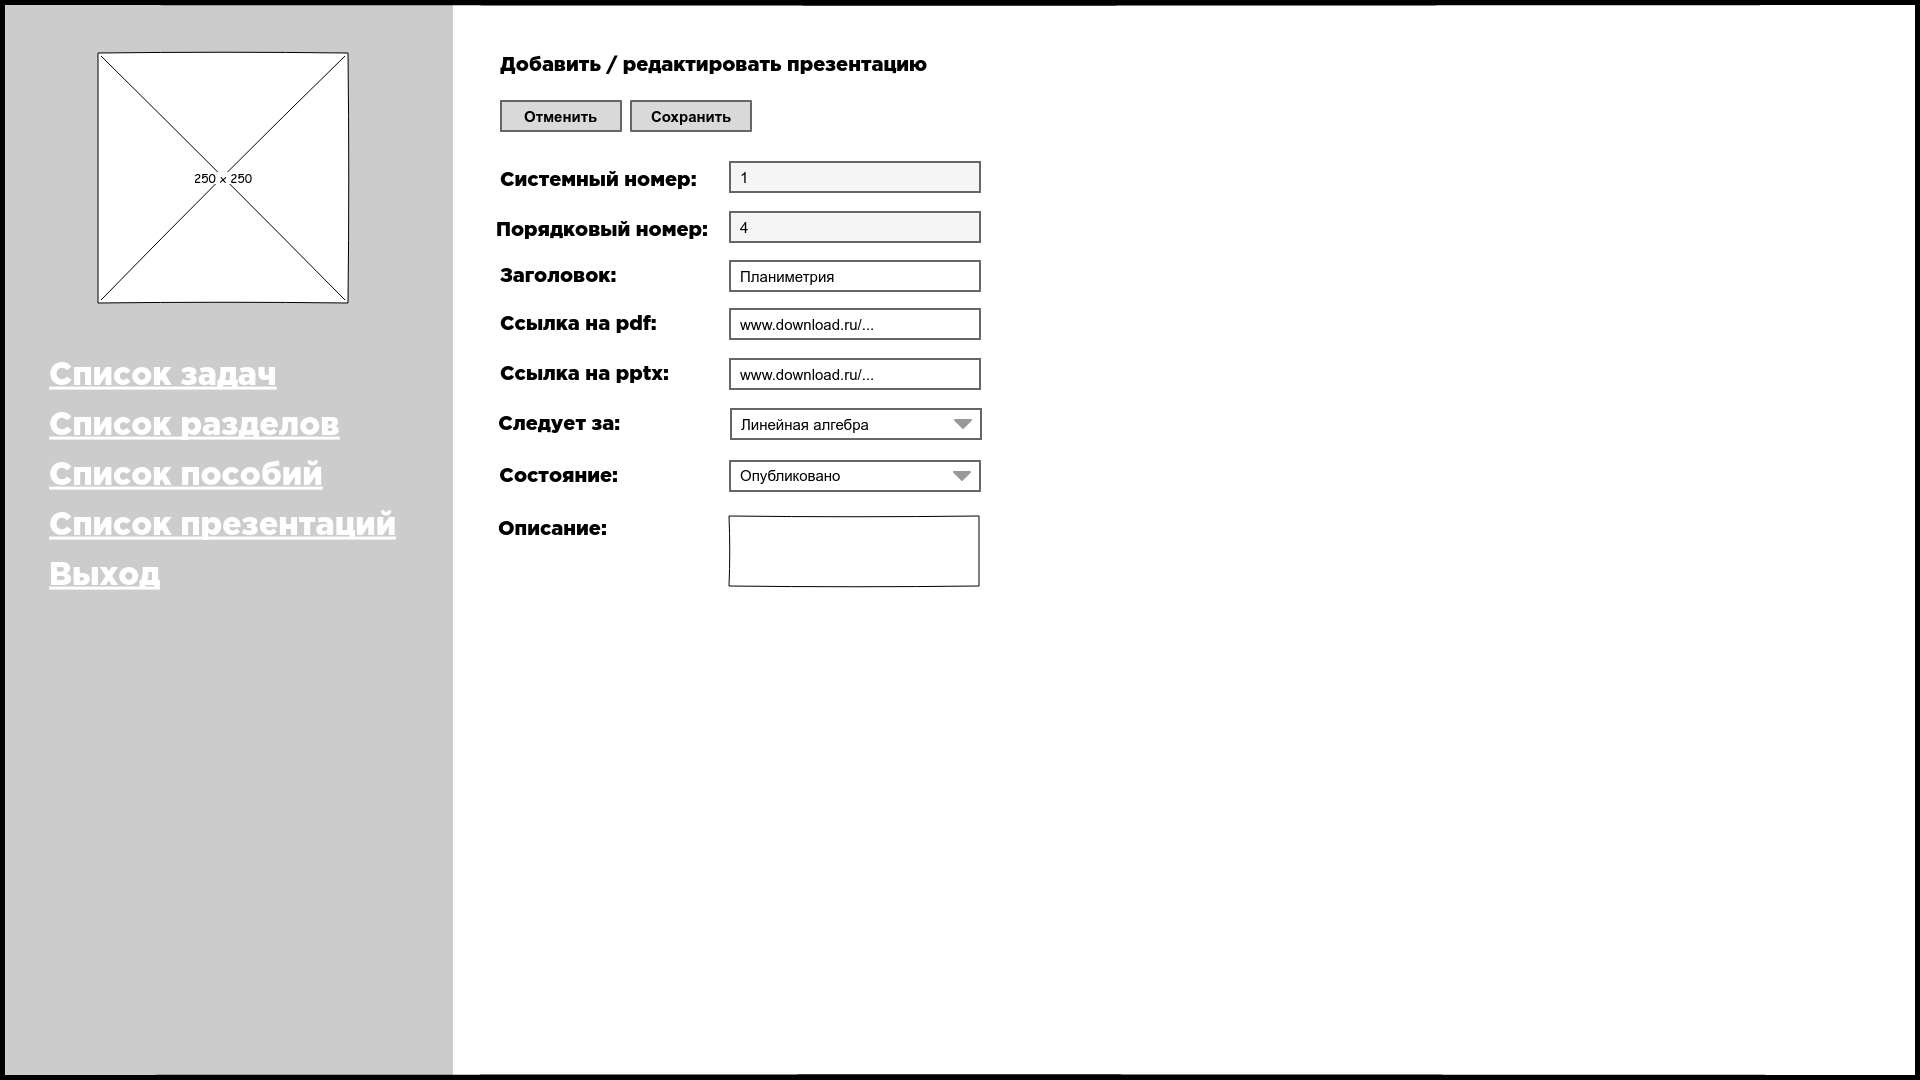 250 x 250
Список задач
Список разделов
Список пособий
Список презентаций
Выход
Добавить / редактировать презентацию
Отменить Сохранить
Системный номер: 1
Порядковый номер: 4
Заголовок: Планиметрия
Ссылка на pdf: www.download.ru/...
Ссылка на pptx: www.download.ru/...
Следует за: Линейная алгебра
Состояние: Опубликовано
Описание: